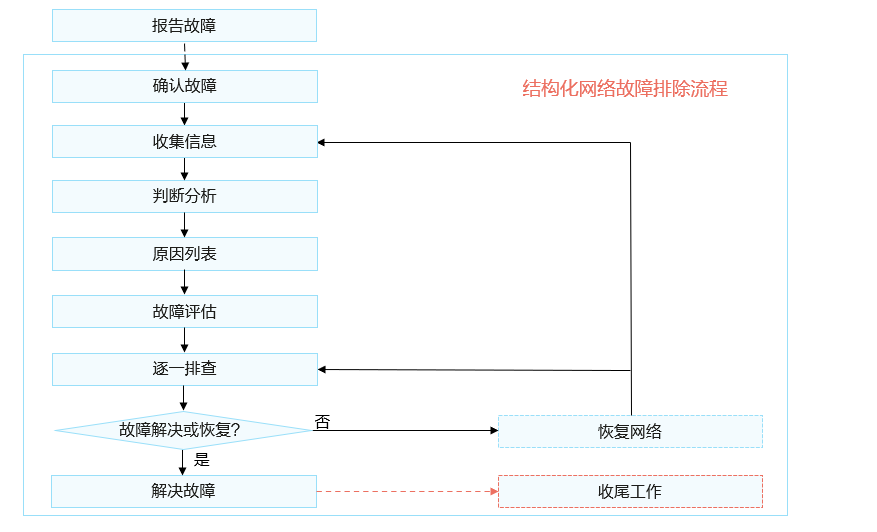 报告故障
确认故障
结构化网络故障排除流程
收集信息
判断分析
原因列表
故障评估
逐一排查
否
故障解决或恢复?
恢复网络
是
解决故障
收尾工作